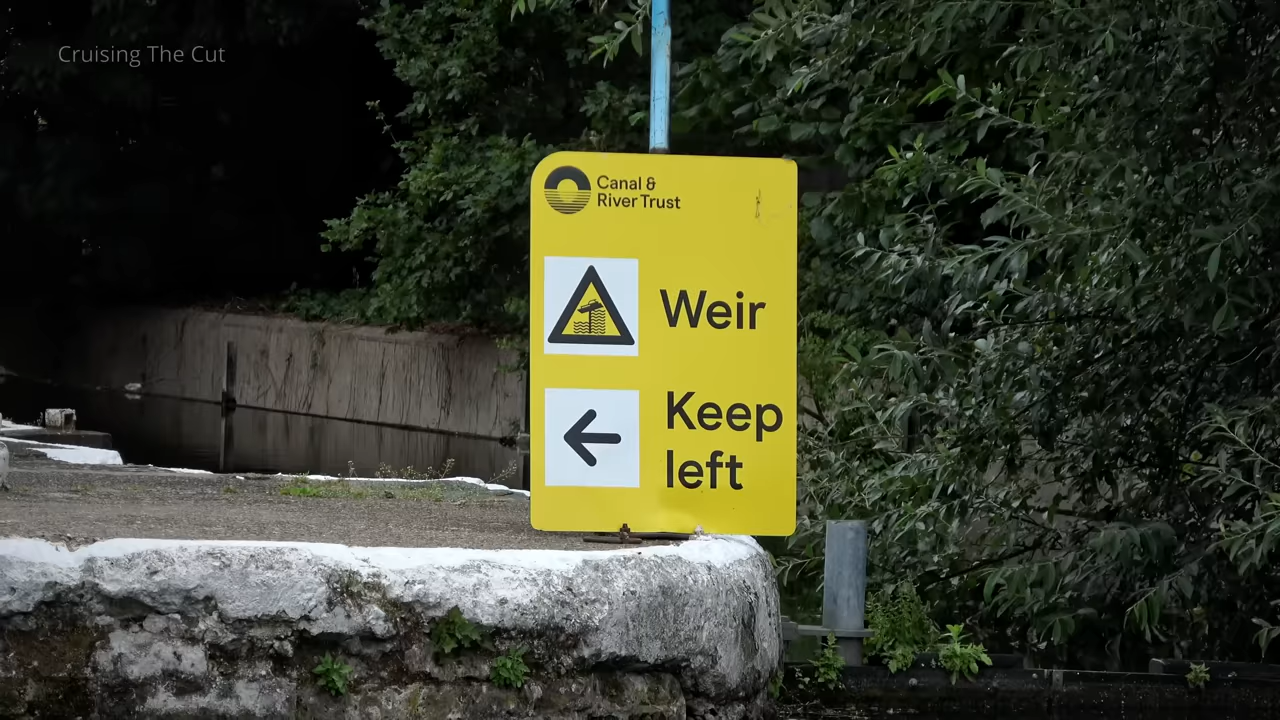 Cruising The Cut
Canal &
River Trust
Weir
Keep
left